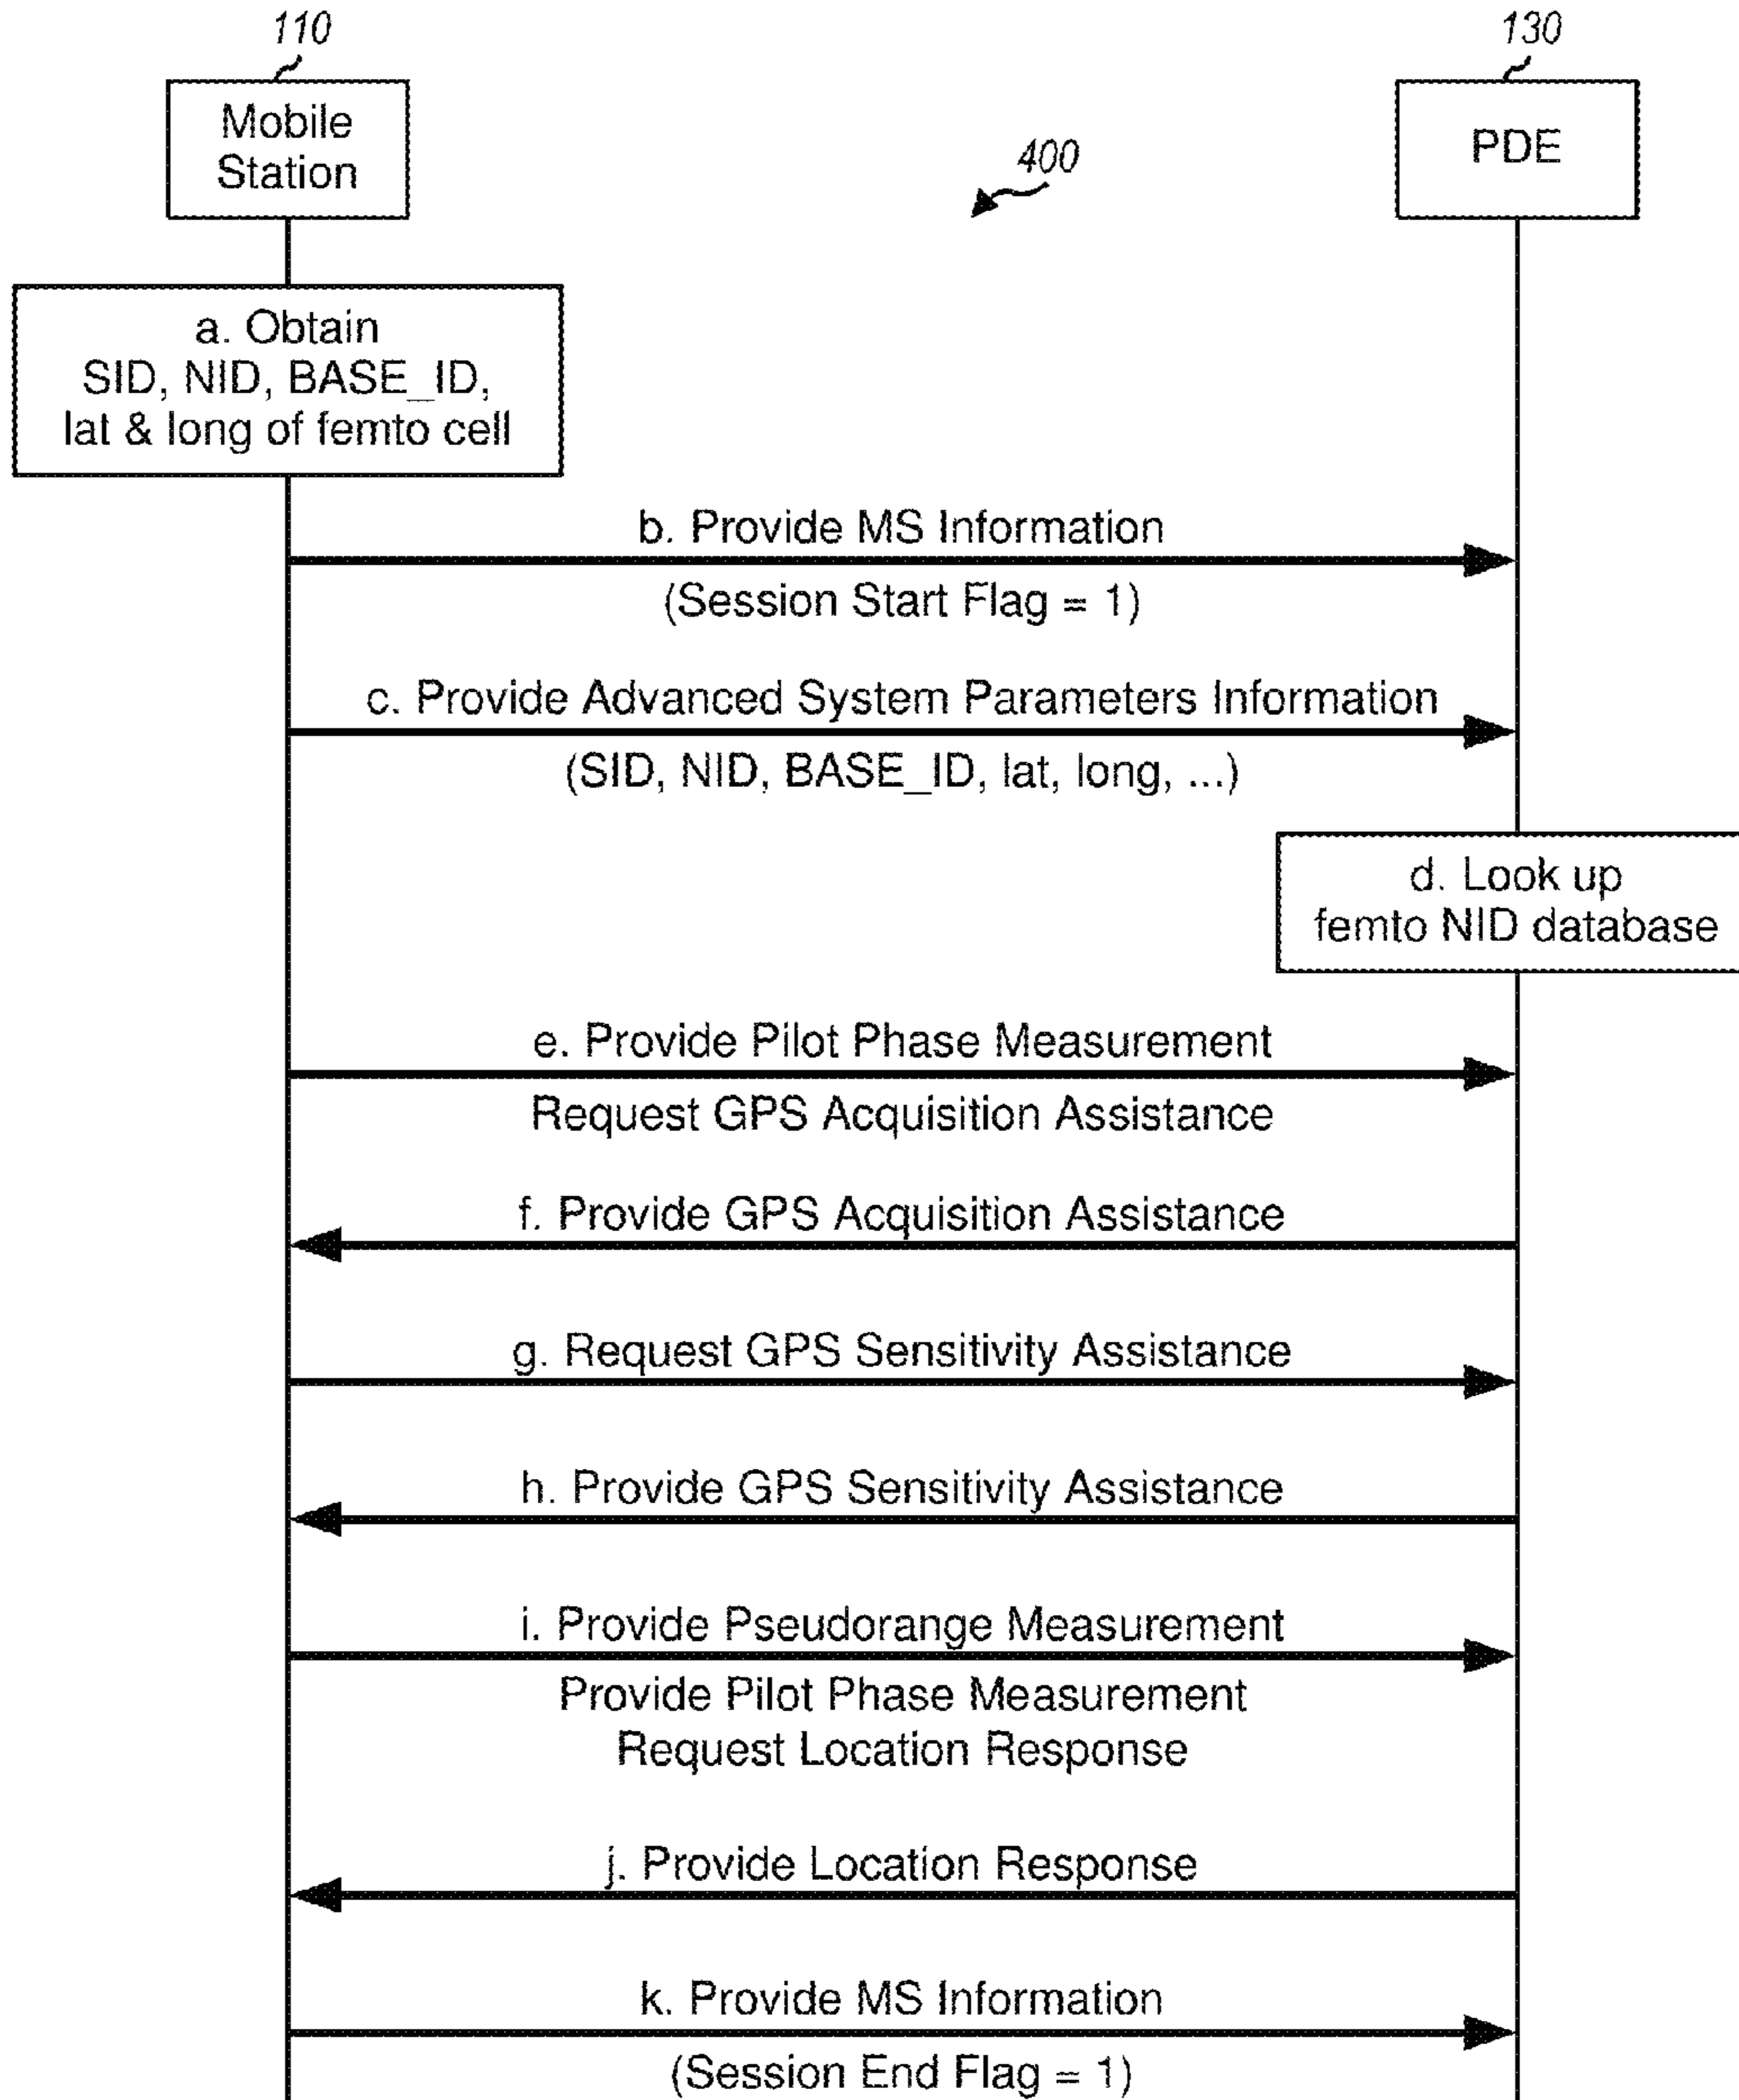 110
130
Mobile
Station
PDE
400
a. Obtain
SID, NID, BASE_ID,
lat & long of femto cell
b. Provide MS Information
(Session Start Flag = 1)
c. Provide Advanced System Parameters Information
(SID, NID, BASE_ID, lat, long, ...)
d. Look up
femto NID database
e. Provide Pilot Phase Measurement
Request GPS Acquisition Assistance
f. Provide GPS Acquisition Assistance
g. Request GPS Sensitivity Assistance
h. Provide GPS Sensitivity Assistance
i. Provide Pseudorange Measurement
Provide Pilot Phase Measurement
Request Location Response
j. Provide Location Response
k. Provide MS Information
(Session End Flag = 1)